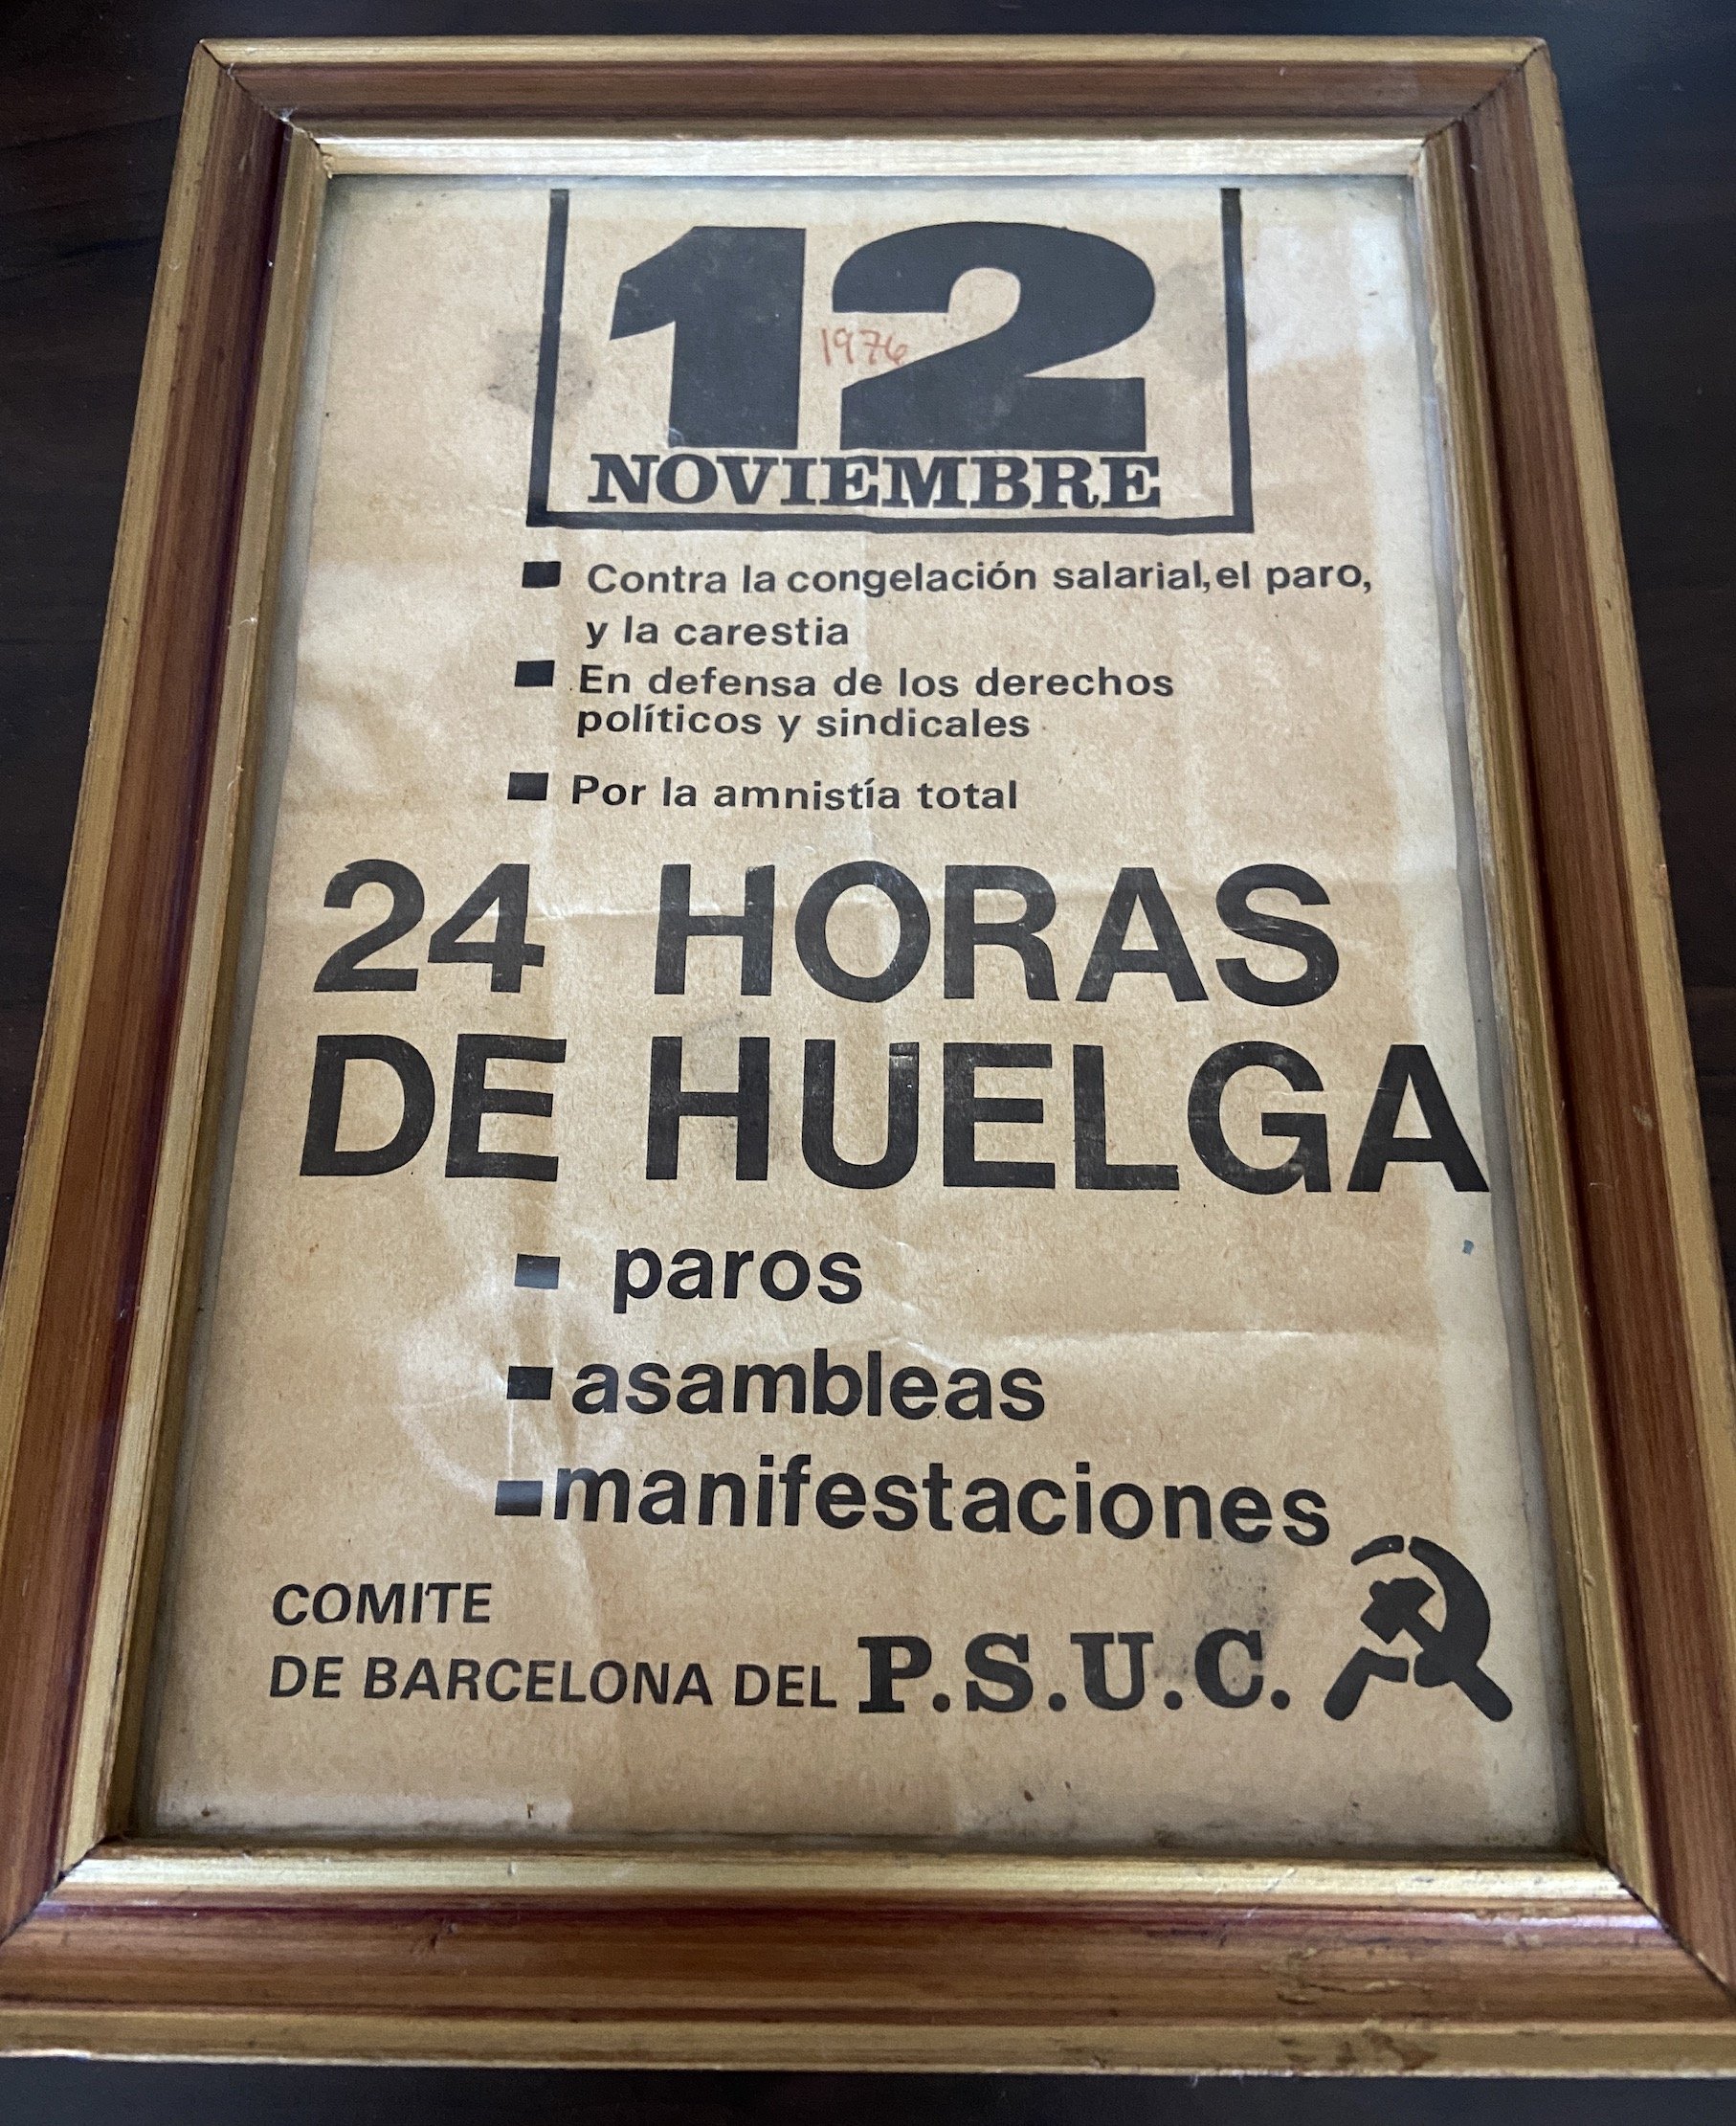 12
1976
NOVIEMBRE
Contra la congelación salarial, el paro,
y la carestia
En defensa de los derechos
políticos y sindicales
Por la amnistía total
24 HORAS
DE HUELGA
paros
asambleas
manifestaciones
COMITE
DE BARCELONA DEL P.S.U.C.